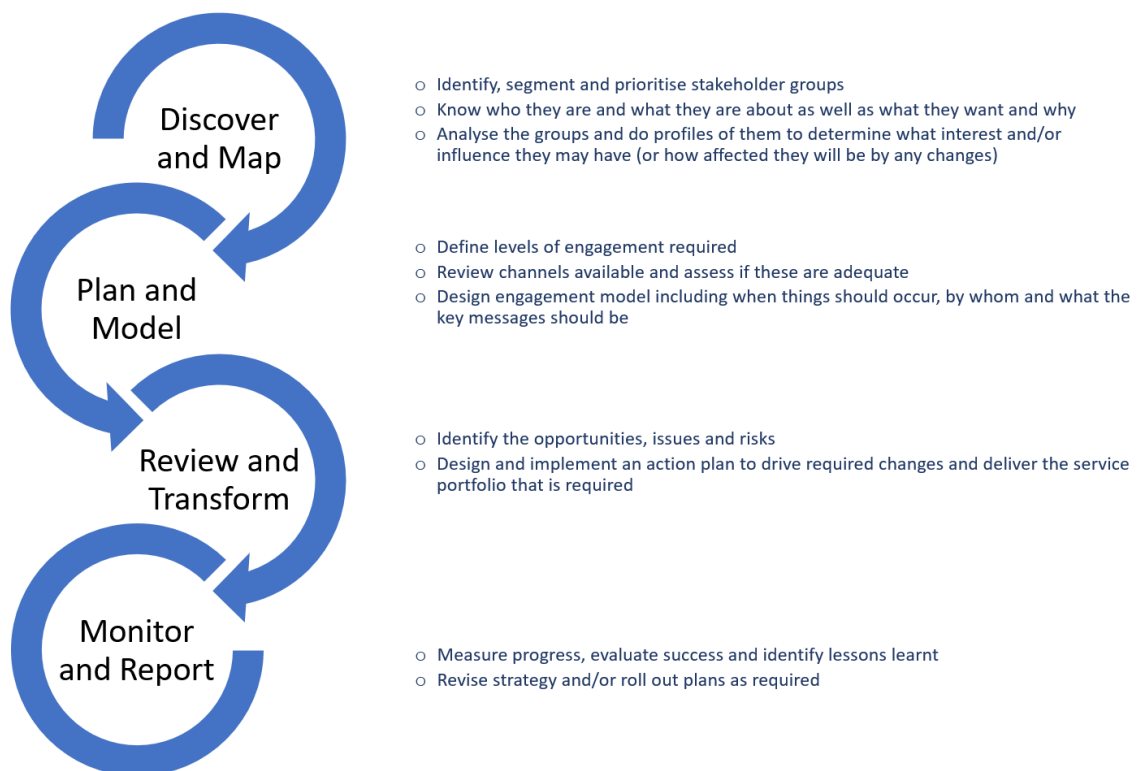 Discover
and Map
○ Identify, segment and prioritise stakeholder groups
○ Know who they are and what they are about as well as what they want and why
○ Analyse the groups and do profiles of them to determine what interest and/or
influence they may have (or how affected they will be by any changes)
Plan and
Model
○ Define levels of engagement required
○ Review channels available and assess if these are adequate
○ Design engagement model including when things should occur, by whom and what the
key messages should be
Review and
Transform
○ Identify the opportunities, issues and risks
○ Design and implement an action plan to drive required changes and deliver the service
portfolio that is required
Monitor
and Report
○ Measure progress, evaluate success and identify lessons learnt
○ Revise strategy and/or roll out plans as required